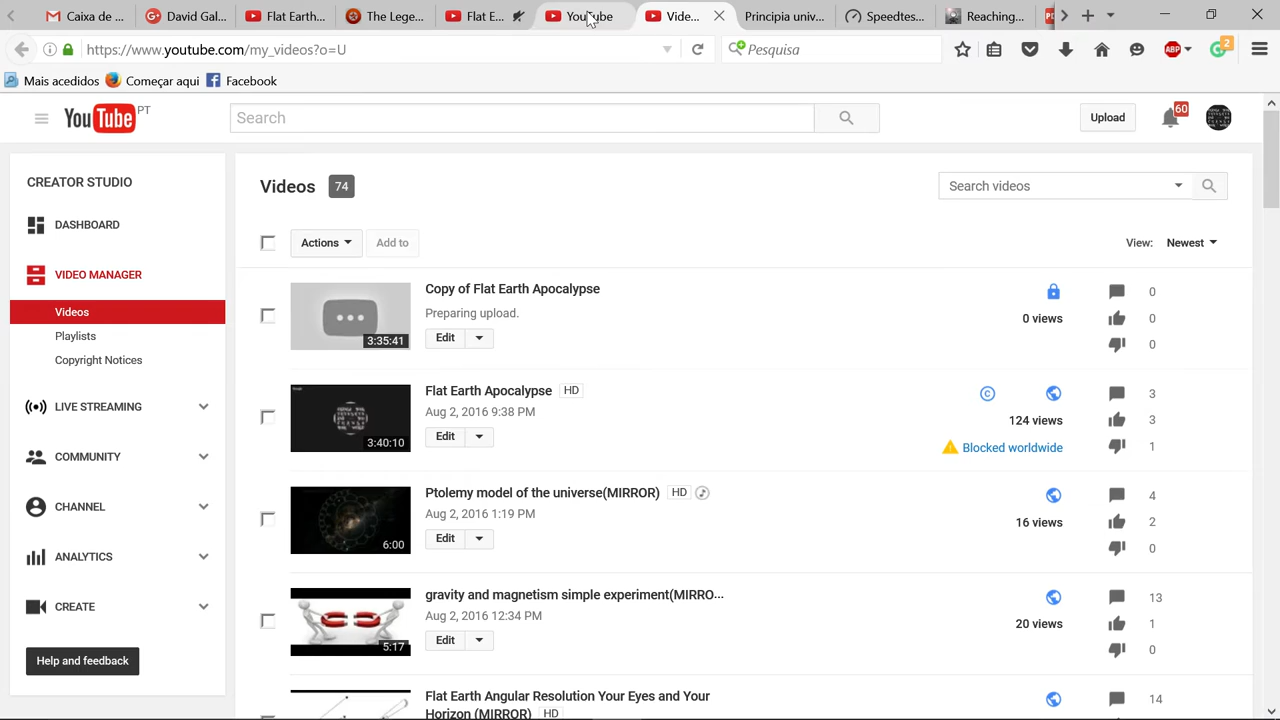 Caixa de ...
David Gal...
Flat Earth...
The Lege...
Flat E...
YouTube
Vide...
Principia univ...
Speedtes...
Reaching...
https://www.youtube.com/my_videos?o=U
Pesquisa
ABP
2
Mais acedidos
Começar aqui
Facebook
YouTube PT
Search
Upload
60
CREATOR STUDIO
DASHBOARD
VIDEO MANAGER
Videos
Playlists
Copyright Notices
LIVE STREAMING
COMMUNITY
CHANNEL
ANALYTICS
CREATE
Help and feedback
Videos 74
Search videos
Actions
Add to
View: Newest
3:35:41
Copy of Flat Earth Apocalypse
Preparing upload.
Edit
0 views
0
0
0
3:40:10
Flat Earth Apocalypse HD
Aug 2, 2016 9:38 PM
Edit
124 views
Blocked worldwide
3
3
1
6:00
Ptolemy model of the universe(MIRROR) HD
Aug 2, 2016 1:19 PM
Edit
16 views
4
2
0
5:17
gravity and magnetism simple experiment(MIRRO...
Aug 2, 2016 12:34 PM
Edit
20 views
13
1
0
Flat Earth Angular Resolution Your Eyes and Your
Horizon (MIRROR) HD
14